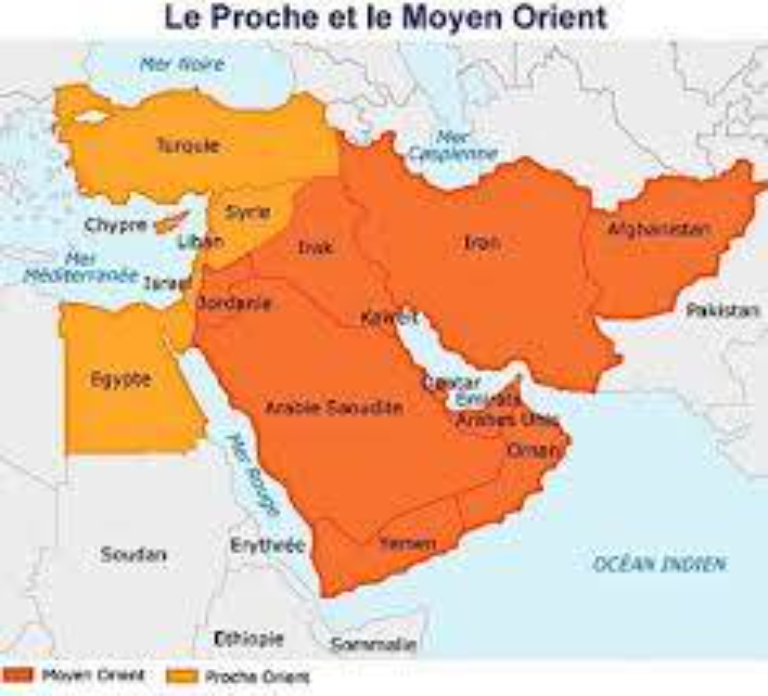 Le Proche et le Moyen Orient
Mer Noire
Mer
Caspienne
Turquie
Chypre
Syrie
Liban
Irak
Iran
Afghanistan
Mer
Méditerranée
Israel
Jordanie
Koweit
Pakistan
Egypte
Arabie Saoudite
Qatar
Emirats
Arabes Unis
Oman
Mer Rouge
Soudan
Erythrée
Yemen
OCÉAN INDIEN
Ethiopie
Sommalie
Moyen Orient
Proche Orient